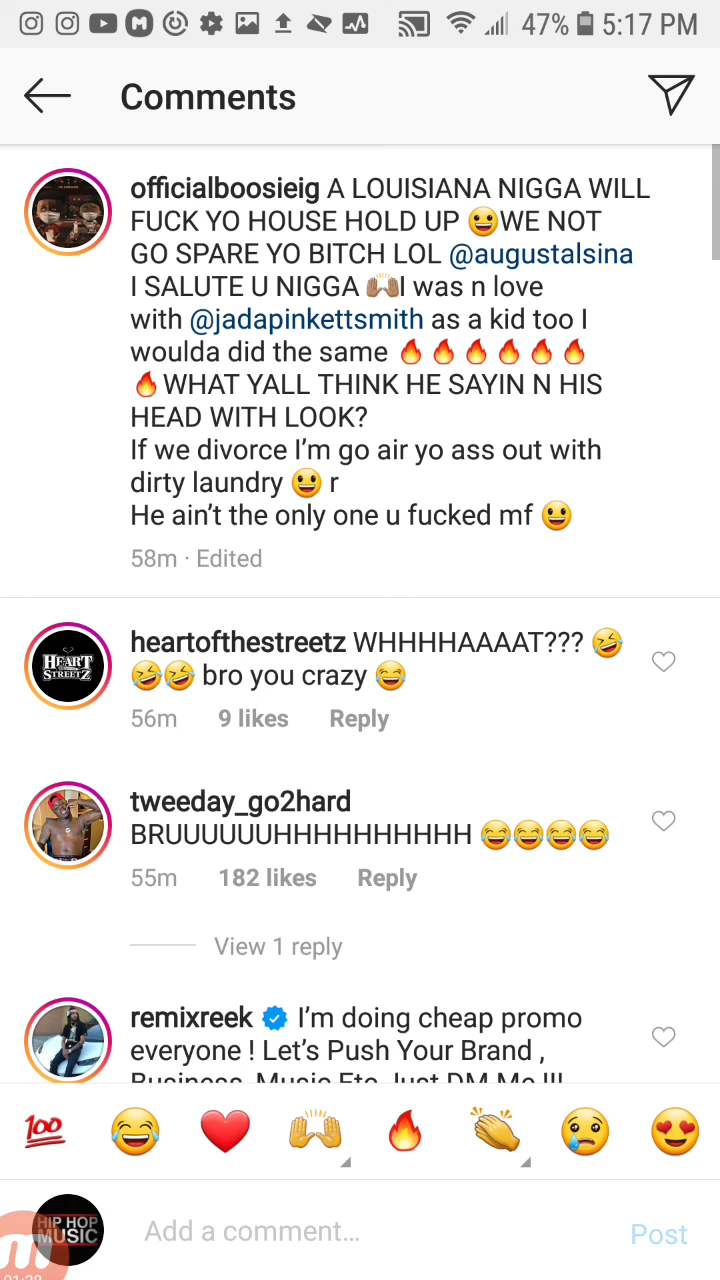 47% 5:17 PM
Comments
officialboosieig A LOUISIANA NIGGA WILL
FUCK YO HOUSE HOLD UP 😀WE NOT
GO SPARE YO BITCH LOL @augustalsina
I SALUTE U NIGGA 🙌🏽I was n love
with @jadapinkettsmith as a kid too I
woulda did the same 🔥🔥🔥🔥🔥🔥
🔥WHAT YALL THINK HE SAYIN N HIS
HEAD WITH LOOK?
If we divorce I’m go air yo ass out with
dirty laundry 😀 r
He ain’t the only one u fucked mf 😀
58m · Edited
HEART
STREETZ
heartofthestreetz WHHHHAAAAT??? 🤣
🤣🤣 bro you crazy 😂
56m 9 likes Reply
tweeday_go2hard
BRUUUUUUHHHHHHHHHH 😂😂😂😂
55m 182 likes Reply
View 1 reply
remixreek I’m doing cheap promo
everyone ! Let’s Push Your Brand ,
Business, Music Etc. Just DM Me !!!
💯 😂 ❤️ 🙌 🔥 👏 😢 😍
HIP HOP
MUSIC
Add a comment…
Post
m
01:28